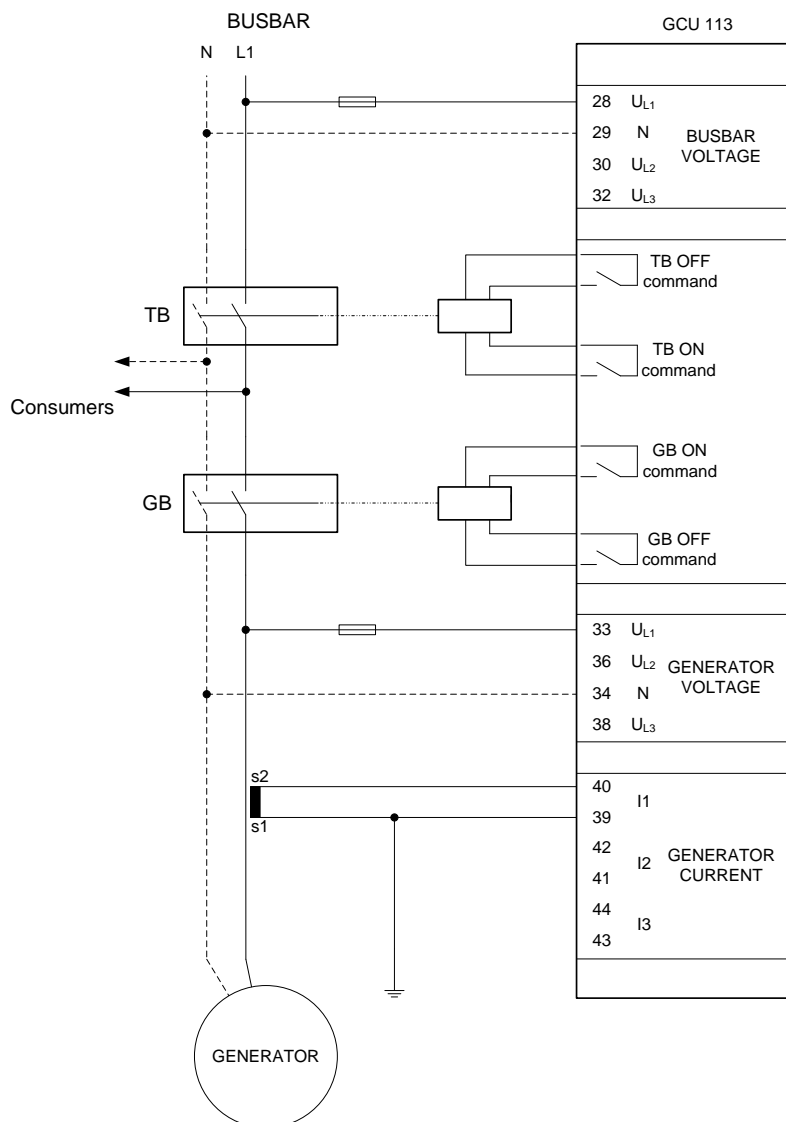 BUSBAR
GCU 113
N L1
28 UL1
29 N
BUSBAR
VOLTAGE
30 UL2
32 UL3
TB OFF
command
TB
TB ON
command
Consumers
GB ON
command
GB
GB OFF
command
33 UL1
36 UL2
GENERATOR
VOLTAGE
34 N
38 UL3
s2
s1
40
I1
39
42
I2
41
GENERATOR
CURRENT
44
I3
43
GENERATOR